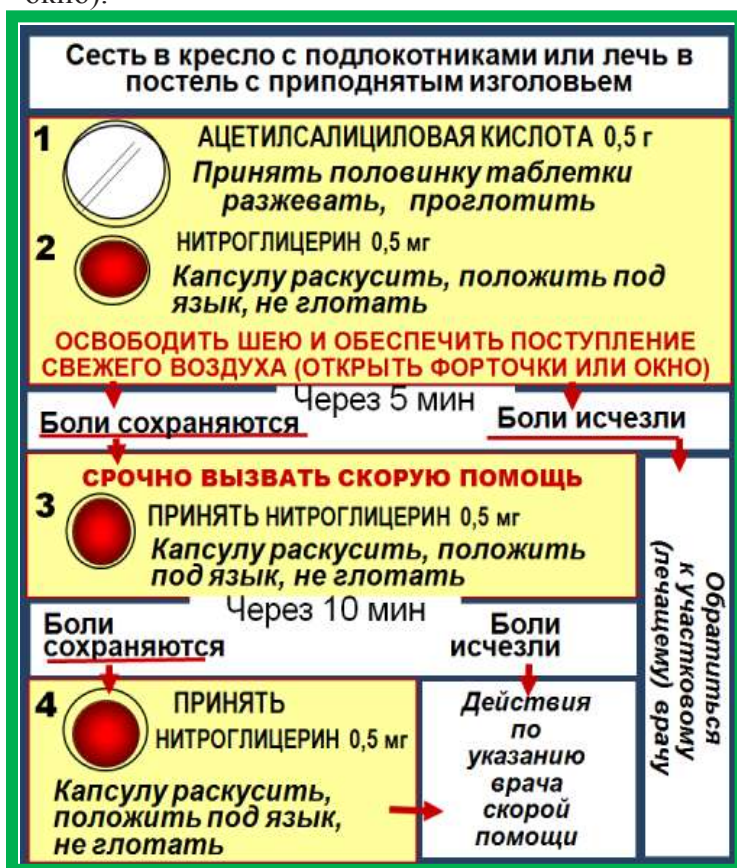 окно).
Сесть в кресло с подлокотниками или лечь в
постель с приподнятым изголовьем
1
АЦЕТИЛСАЛИЦИЛОВАЯ КИСЛОТА 0,5 г
Принять половинку таблетки
разжевать, проглотить
2
НИТРОГЛИЦЕРИН 0,5 мг
Капсулу раскусить, положить под
язык, не глотать
ОСВОБОДИТЬ ШЕЮ И ОБЕСПЕЧИТЬ ПОСТУПЛЕНИЕ
СВЕЖЕГО ВОЗДУХА (ОТКРЫТЬ ФОРТОЧКИ ИЛИ ОКНО)
Через 5 мин
Боли сохраняются
Боли исчезли
СРОЧНО ВЫЗВАТЬ СКОРУЮ ПОМОЩЬ
3
ПРИНЯТЬ НИТРОГЛИЦЕРИН 0,5 мг
Капсулу раскусить, положить
под язык, не глотать
Через 10 мин
Боли
сохраняются
Боли
исчезли
4
ПРИНЯТЬ
НИТРОГЛИЦЕРИН 0,5 мг
Капсулу раскусить,
положить под язык,
не глотать
Действия
по
указанию
врача
скорой
помощи
Обратиться
к участковому
(лечащему) врачу